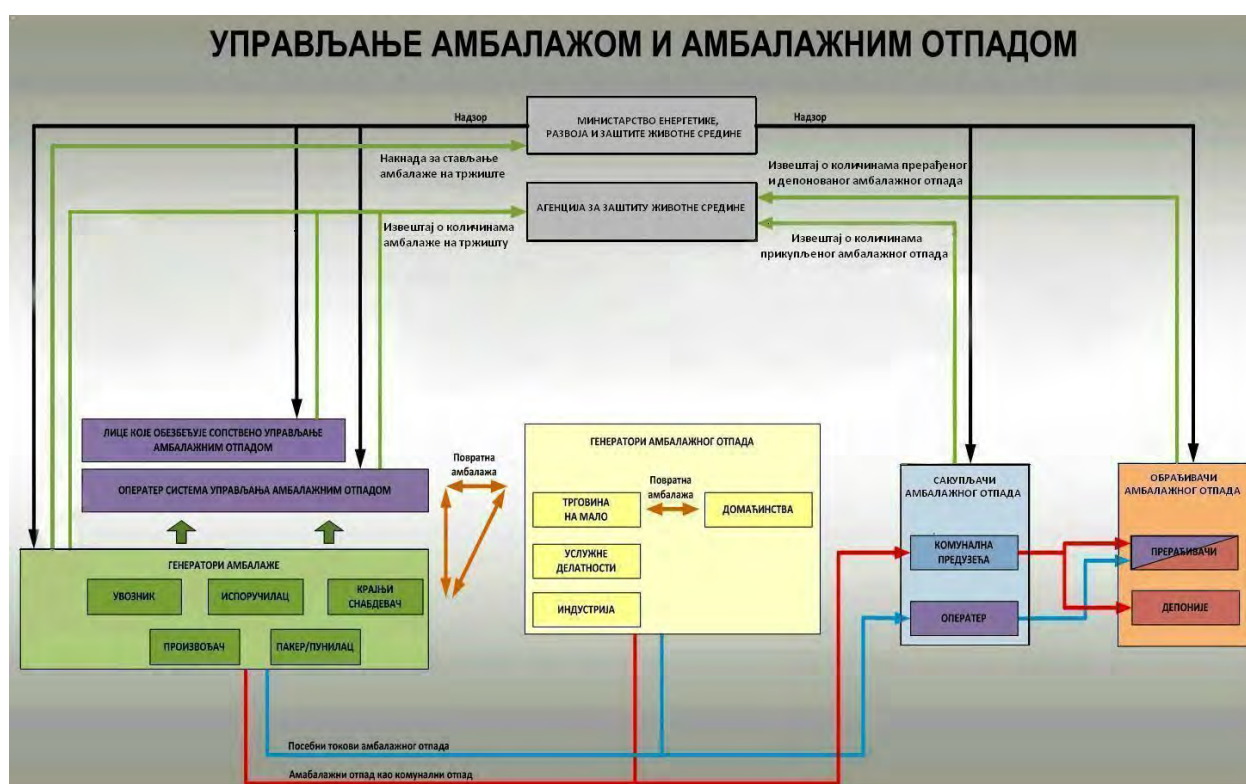 УПРАВЉАЊЕ АМБАЛАЖОМ И АМБАЛАЖНИМ ОТПАДОМ
Надзор
МИНИСТАРСТВО ЕНЕРГЕТИКЕ,
РАЗВОЈА И ЗАШТИТЕ ЖИВОТНЕ СРЕДИНЕ
Надзор
Накнада за стављање
амбалаже на тржиште
Извештај о количинама прерађеног
и депонованог амбалажног отпада
АГЕНЦИЈА ЗА ЗАШТИТУ ЖИВОТНЕ СРЕДИНЕ
Извештај о количинама
амбалаже на тржишту
Извештај о количинама
прикупљеног амбалажног отпада
ЛИЦЕ КОЈЕ ОБЕЗБЕЂУЈЕ СОПСТВЕНО УПРАВЉАЊЕ
АМБАЛАЖНИМ ОТПАДОМ
ОПЕРАТЕР СИСТЕМА УПРАВЉАЊА АМБАЛАЖНИМ ОТПАДОМ
ГЕНЕРАТОРИ АМБАЛАЖЕ
УВОЗНИК
ИСПОРУЧИЛАЦ
КРАЈЊИ
СНАБДЕВАЧ
ПРОИЗВОЂАЧ
ПАКЕР/ПУНИЛАЦ
Повратна
амбалажа
ГЕНЕРАТОРИ АМБАЛАЖНОГ ОТПАДА
ТРГОВИНА
НА МАЛО
Повратна
амбалажа
ДОМАЋИНСТВА
УСЛУЖНЕ
ДЕЛАТНОСТИ
ИНДУСТРИЈА
САКУПЉАЧИ
АМБАЛАЖНОГ ОТПАДА
КОМУНАЛНА
ПРЕДУЗЕЋА
ОПЕРАТЕР
ОБРАЂИВАЧИ
АМБАЛАЖНОГ ОТПАДА
ПРЕРАЂИВАЧИ
ДЕПОНИЈЕ
Посебни токови амбалажног отпада
Амабалажни отпад као комунални отпад